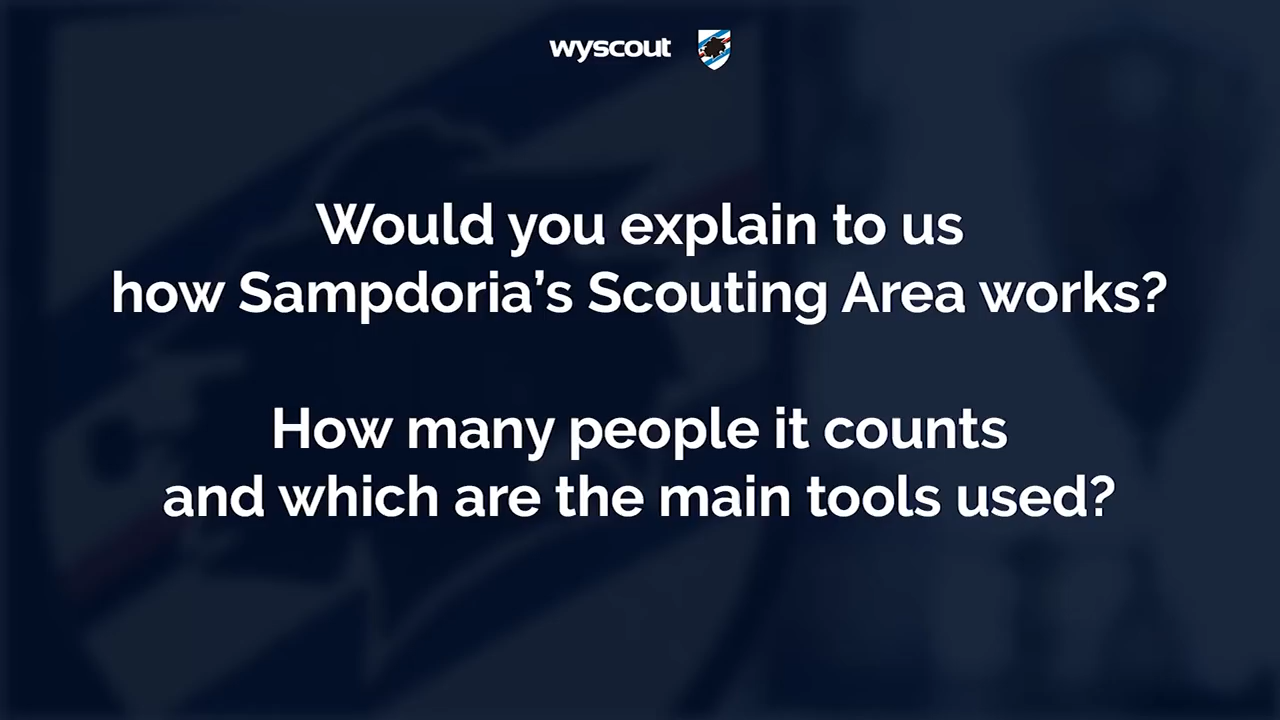 wyscout
Would you explain to us
how Sampdoria’s Scouting Area works?
How many people it counts
and which are the main tools used?